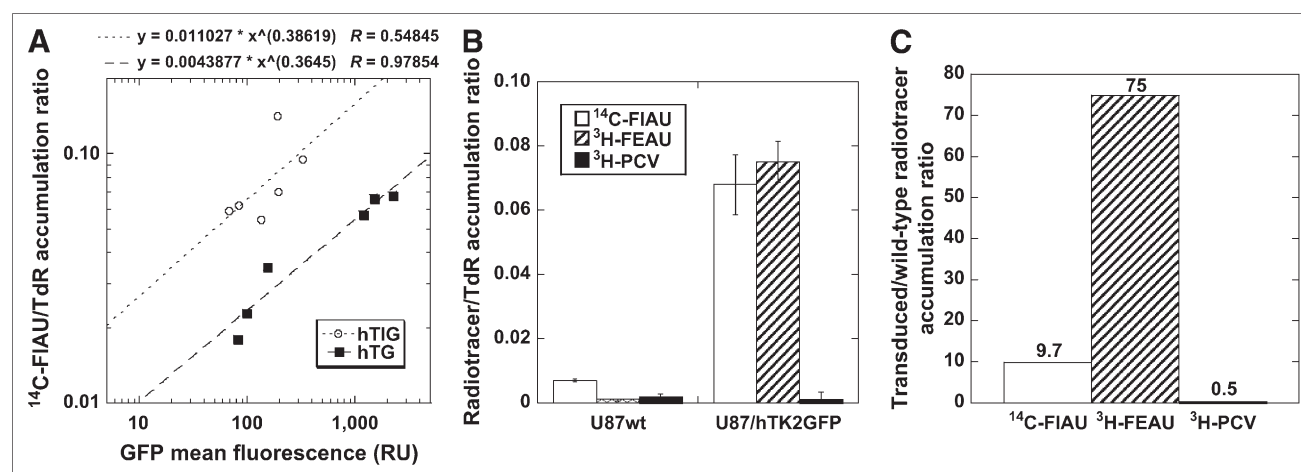 A
y = 0.011027 * x^(0.38619) R = 0.54845
y = 0.0043877 * x^(0.3645) R = 0.97854
14C-FIAU/TdR accumulation ratio
0.10
0.01
10
100
1,000
GFP mean fluorescence (RU)
hTIG
hTG
B
Radiotracer/TdR accumulation ratio
0.10
0.08
0.06
0.04
0.02
0
14C-FIAU
3H-FEAU
3H-PCV
U87wt
U87/hTK2GFP
C
Transduced/wild-type radiotracer
accumulation ratio
80
70
60
50
40
30
20
10
0
9.7
75
0.5
14C-FIAU
3H-FEAU
3H-PCV